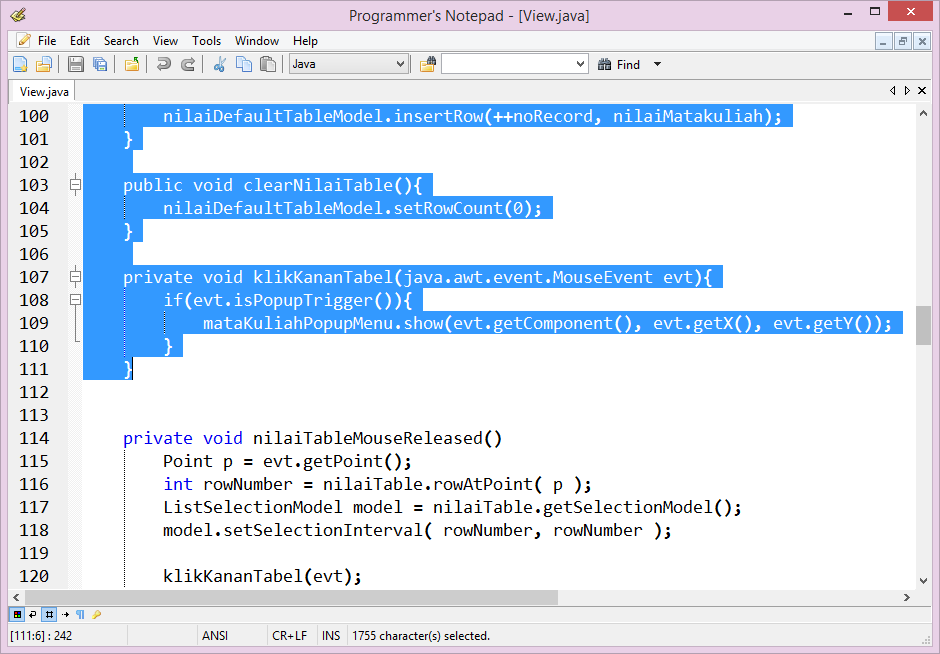 Programmer's Notepad - [View.java]
File Edit Search View Tools Window Help
Java Find
View.java
100 nilaiDefaultTableModel.insertRow(++noRecord, nilaiMatakuliah);
101 }
102
103 public void clearNilaiTable(){
104 nilaiDefaultTableModel.setRowCount(0);
105 }
106
107 private void klikKananTabel(java.awt.event.MouseEvent evt){
108 if(evt.isPopupTrigger()){
109 mataKuliahPopupMenu.show(evt.getComponent(), evt.getX(), evt.getY());
110 }
111 }
112
113
114 private void nilaiTableMouseReleased()
115 Point p = evt.getPoint();
116 int rowNumber = nilaiTable.rowAtPoint( p );
117 ListSelectionModel model = nilaiTable.getSelectionModel();
118 model.setSelectionInterval( rowNumber, rowNumber );
119
120 klikKananTabel(evt);
[111:6] : 242 ANSI CR+LF INS 1755 character(s) selected.